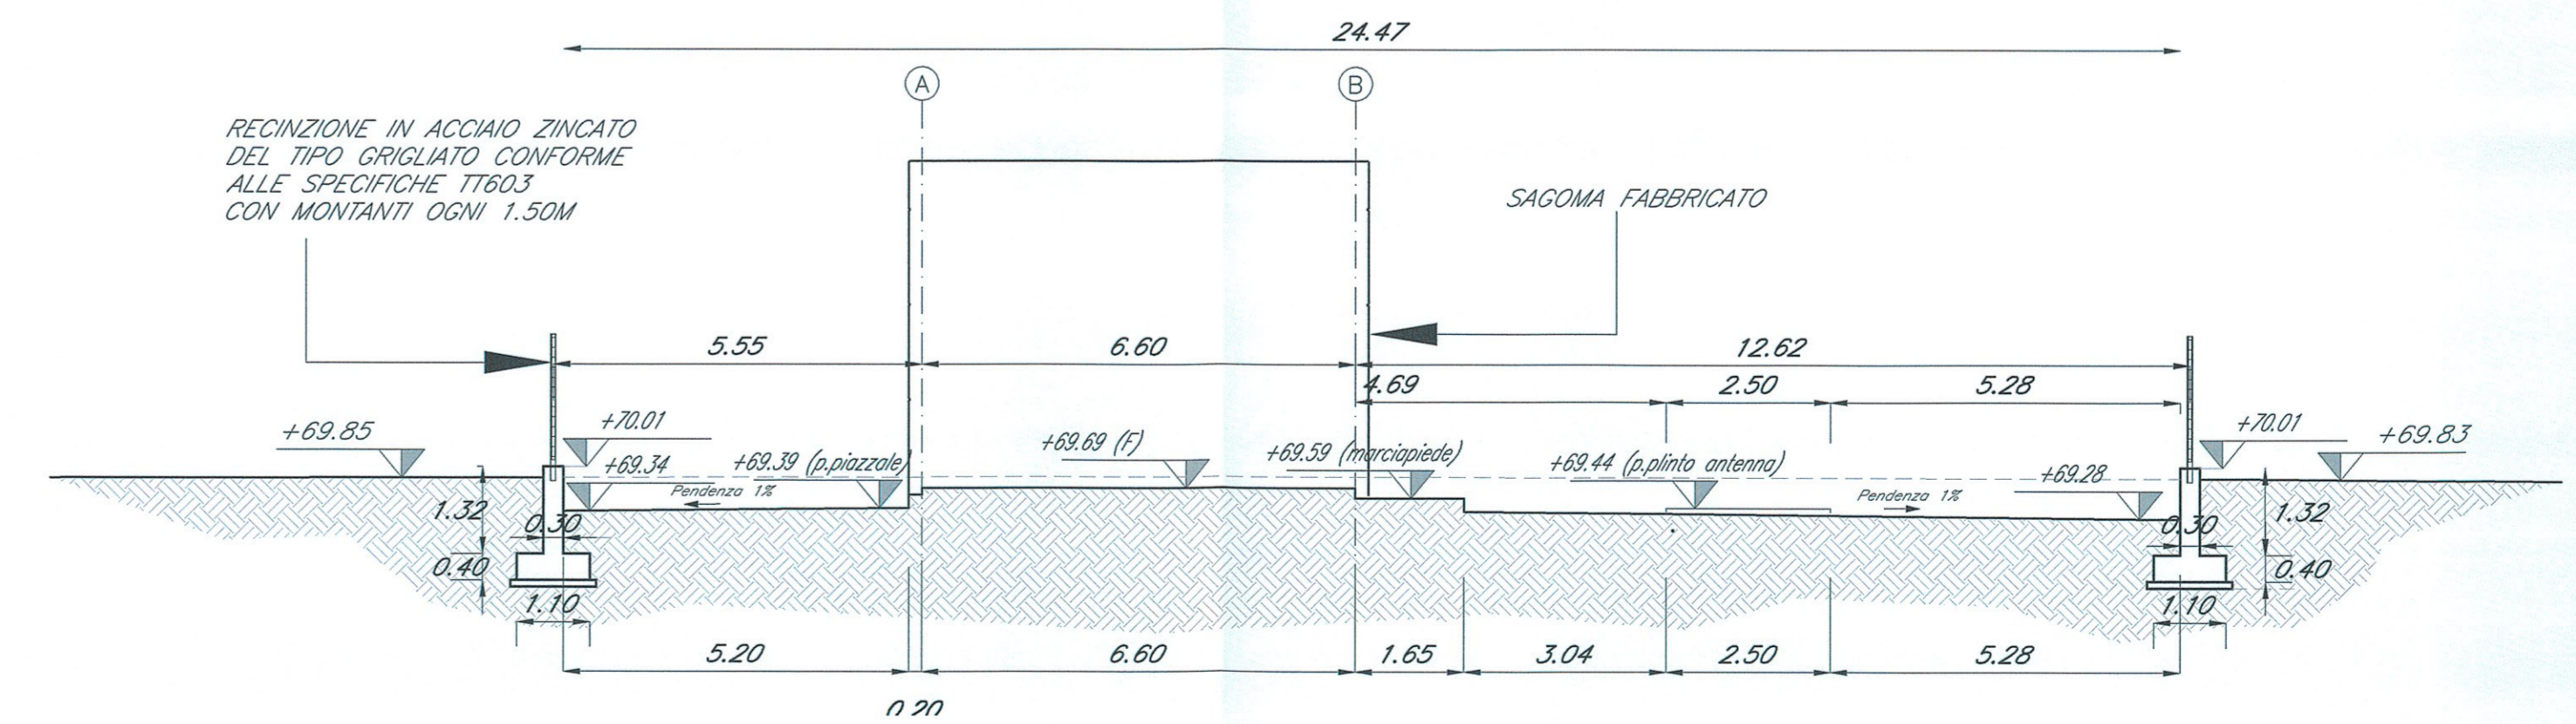 24.47
A
B
RECINZIONE IN ACCIAIO ZINCATO
DEL TIPO GRIGLIATO CONFORME
ALLE SPECIFICHE TT603
CON MONTANTI OGNI 1.50M
SAGOMA FABBRICATO
5.55
6.60
12.62
4.69
2.50
5.28
+69.85
+70.01
+69.34
+69.39 (p.piazzale)
+69.69 (F)
+69.59 (marciapiede)
+69.44 (p.plinto antenna)
+69.28
+70.01
+69.83
Pendenza 1%
Pendenza 1%
1.32
0.30
0.40
1.10
0.30
1.32
0.40
1.10
5.20
6.60
1.65
3.04
2.50
5.28
0.20